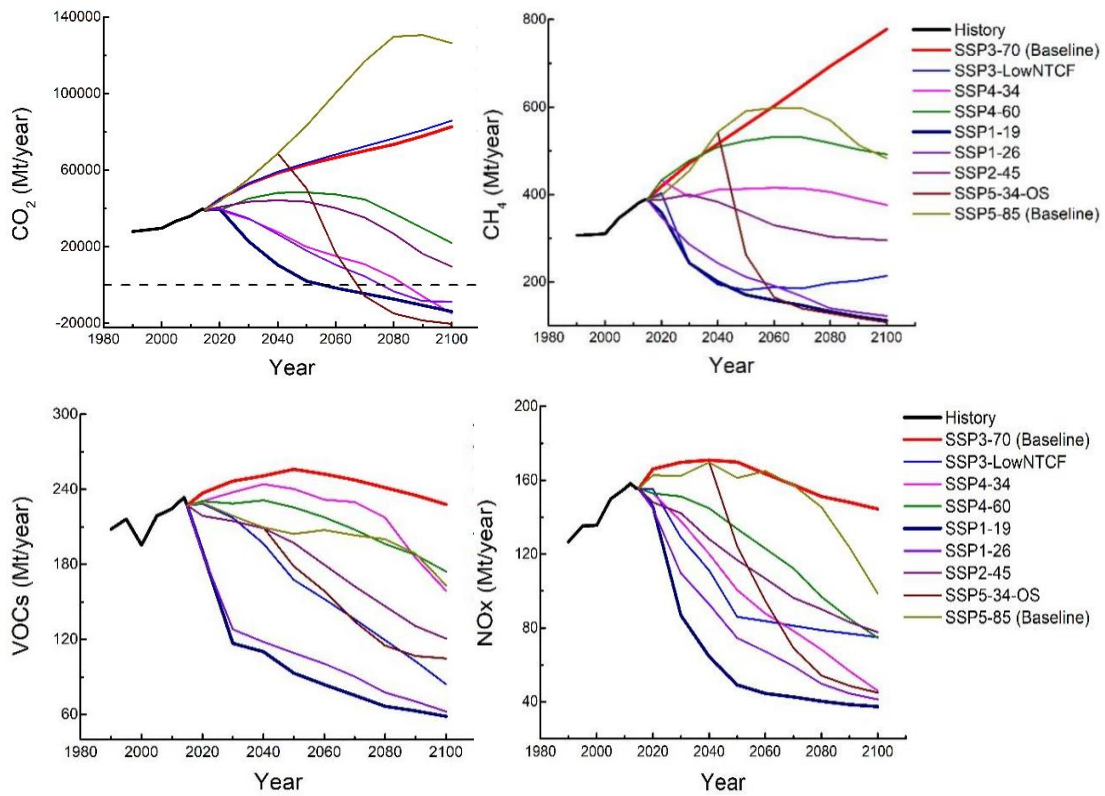 140000
100000
60000
20000
-20000
CO2 (Mt/year)
1980 2000 2020 2040 2060 2080 2100
Year
800
600
400
200
CH4 (Mt/year)
1980 2000 2020 2040 2060 2080 2100
Year
History
SSP3-70 (Baseline)
SSP3-LowNTCF
SSP4-34
SSP4-60
SSP1-19
SSP1-26
SSP2-45
SSP5-34-OS
SSP5-85 (Baseline)
300
240
180
120
60
VOCs (Mt/year)
1980 2000 2020 2040 2060 2080 2100
Year
200
160
120
80
40
NOx (Mt/year)
1980 2000 2020 2040 2060 2080 2100
Year
History
SSP3-70 (Baseline)
SSP3-LowNTCF
SSP4-34
SSP4-60
SSP1-19
SSP1-26
SSP2-45
SSP5-34-OS
SSP5-85 (Baseline)